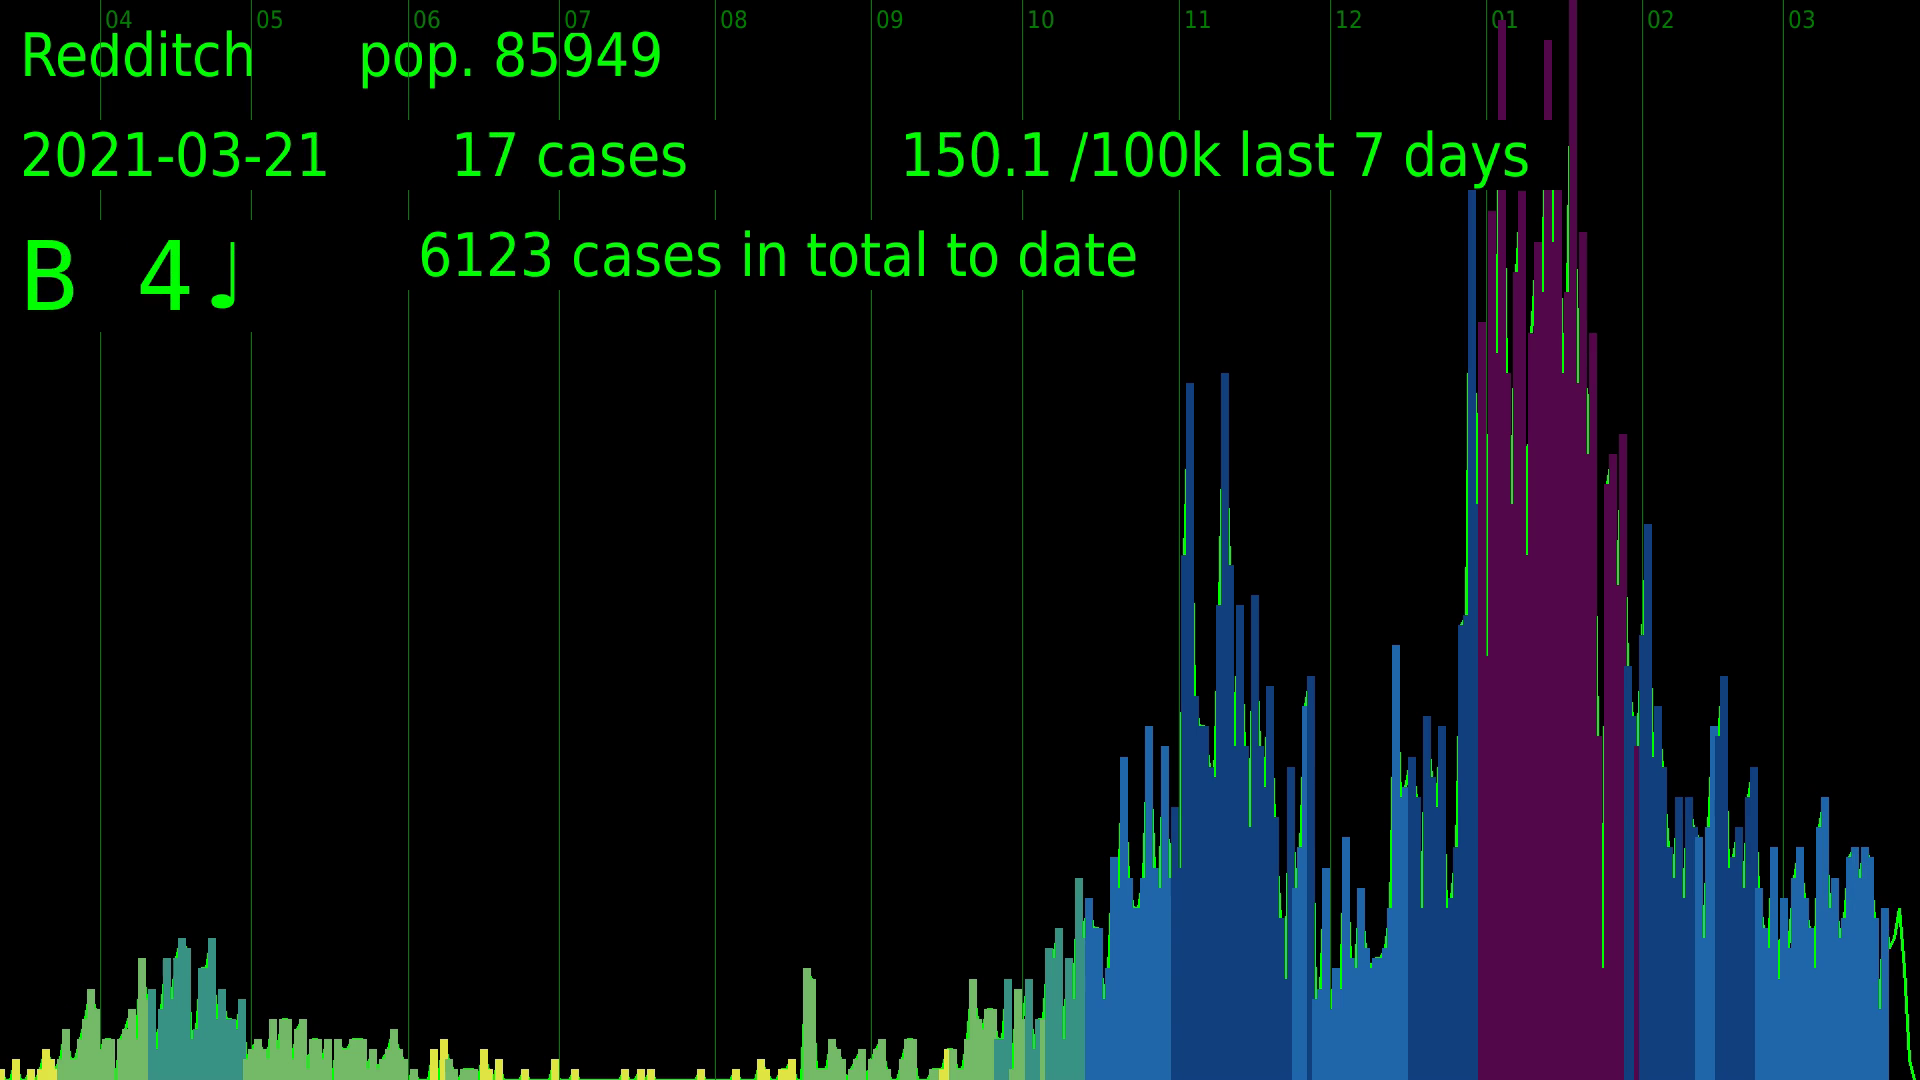 04 05 06 07 08 09 10 11 12 01 02 03
Redditch pop. 85949
2021-03-21 17 cases 150.1 /100k last 7 days
B 4♩ 6123 cases in total to date